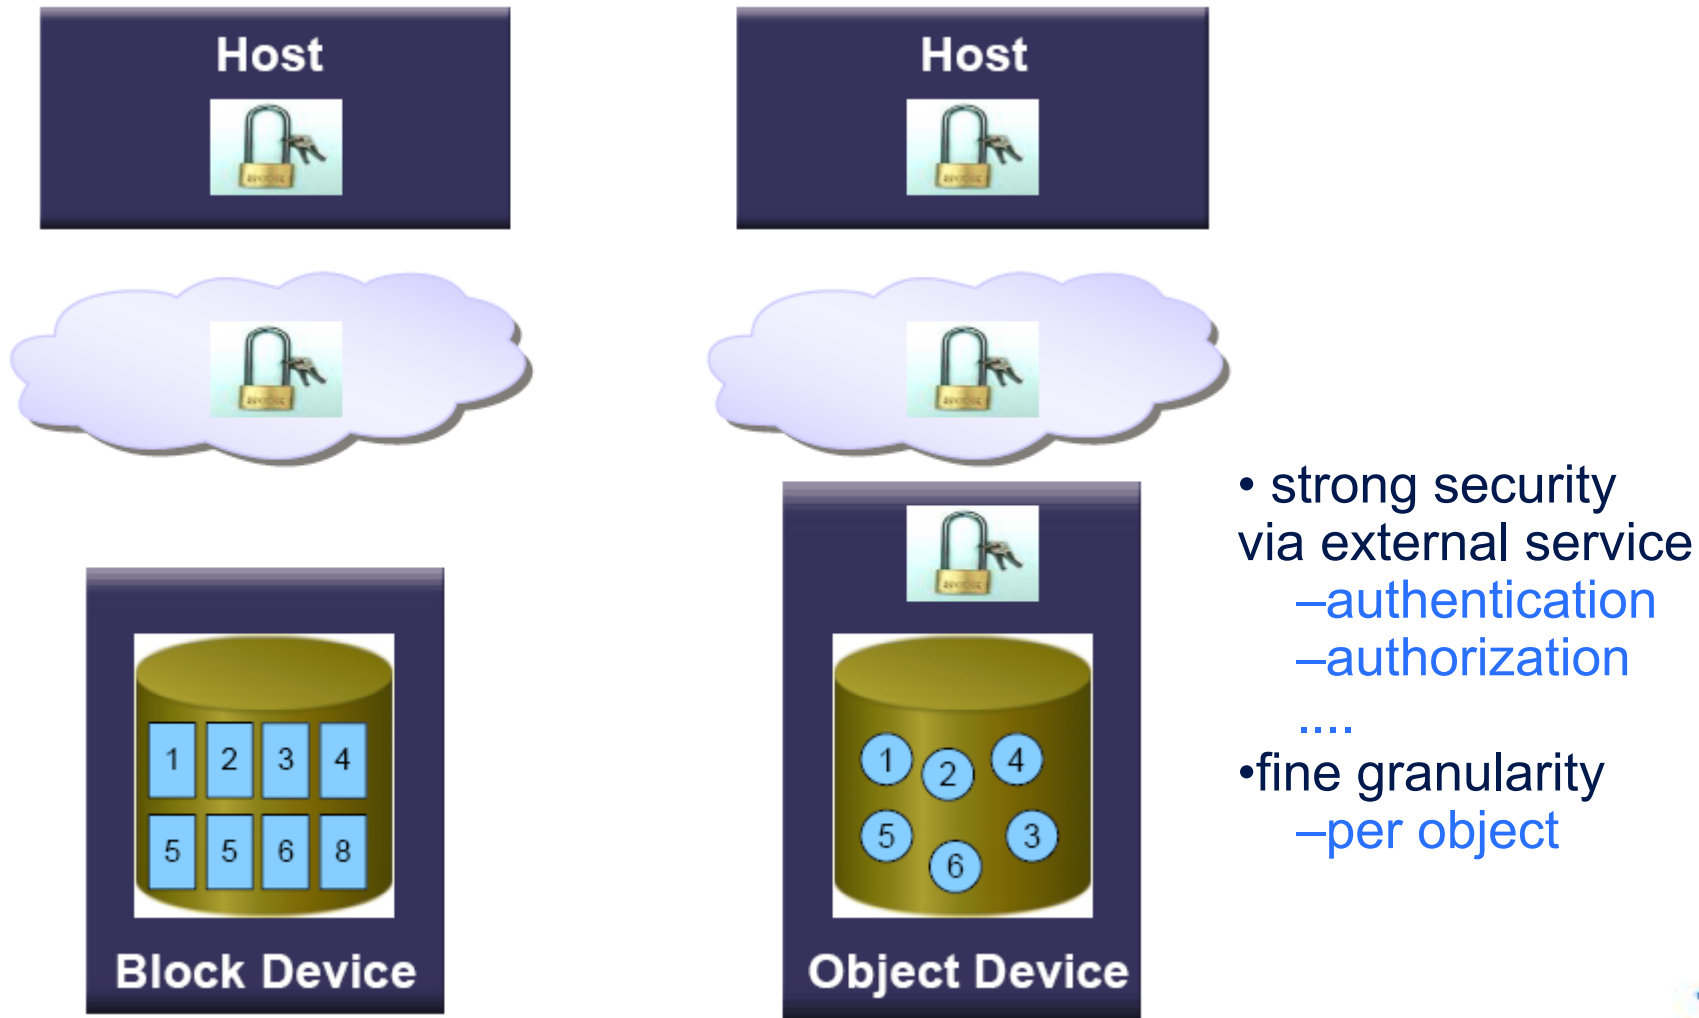 Host
Host
1 2 3 4
5 5 6 8
Block Device
1 2 4
5 6 3
Object Device
• strong security
via external service
–authentication
–authorization
....
•fine granularity
–per object